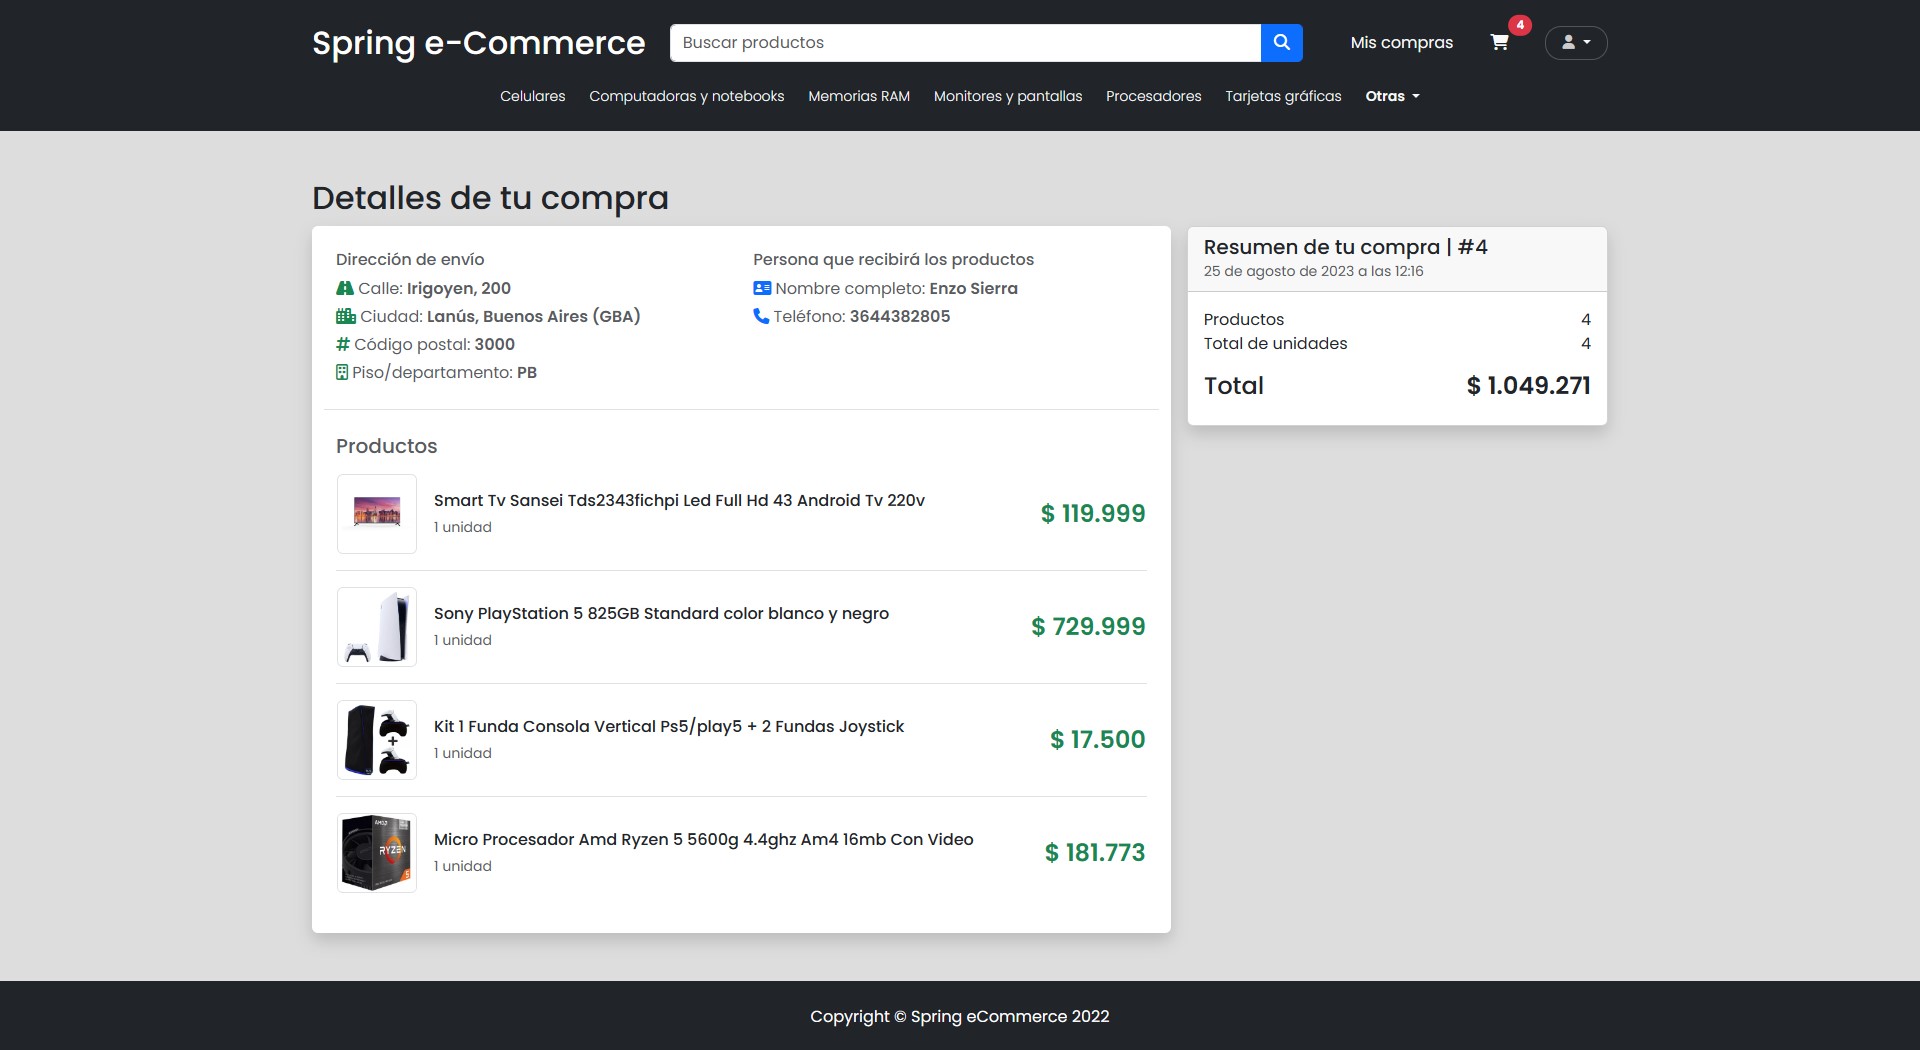 Spring e-Commerce
Buscar productos
Mis compras
4
Celulares
Computadoras y notebooks
Memorias RAM
Monitores y pantallas
Procesadores
Tarjetas gráficas
Otras
Detalles de tu compra
Dirección de envío
Calle: Irigoyen, 200
Ciudad: Lanús, Buenos Aires (GBA)
# Código postal: 3000
Piso/departamento: PB
Persona que recibirá los productos
Nombre completo: Enzo Sierra
Teléfono: 3644382805
Productos
Smart Tv Sansei Tds2343fichpi Led Full Hd 43 Android Tv 220v
1 unidad
$ 119.999
Sony PlayStation 5 825GB Standard color blanco y negro
1 unidad
$ 729.999
Kit 1 Funda Consola Vertical Ps5/play5 + 2 Fundas Joystick
1 unidad
$ 17.500
AMD
RYZEN
5
Micro Procesador Amd Ryzen 5 5600g 4.4ghz Am4 16mb Con Video
1 unidad
$ 181.773
Resumen de tu compra | #4
25 de agosto de 2023 a las 12:16
Productos 4
Total de unidades 4
Total $ 1.049.271
Copyright © Spring eCommerce 2022